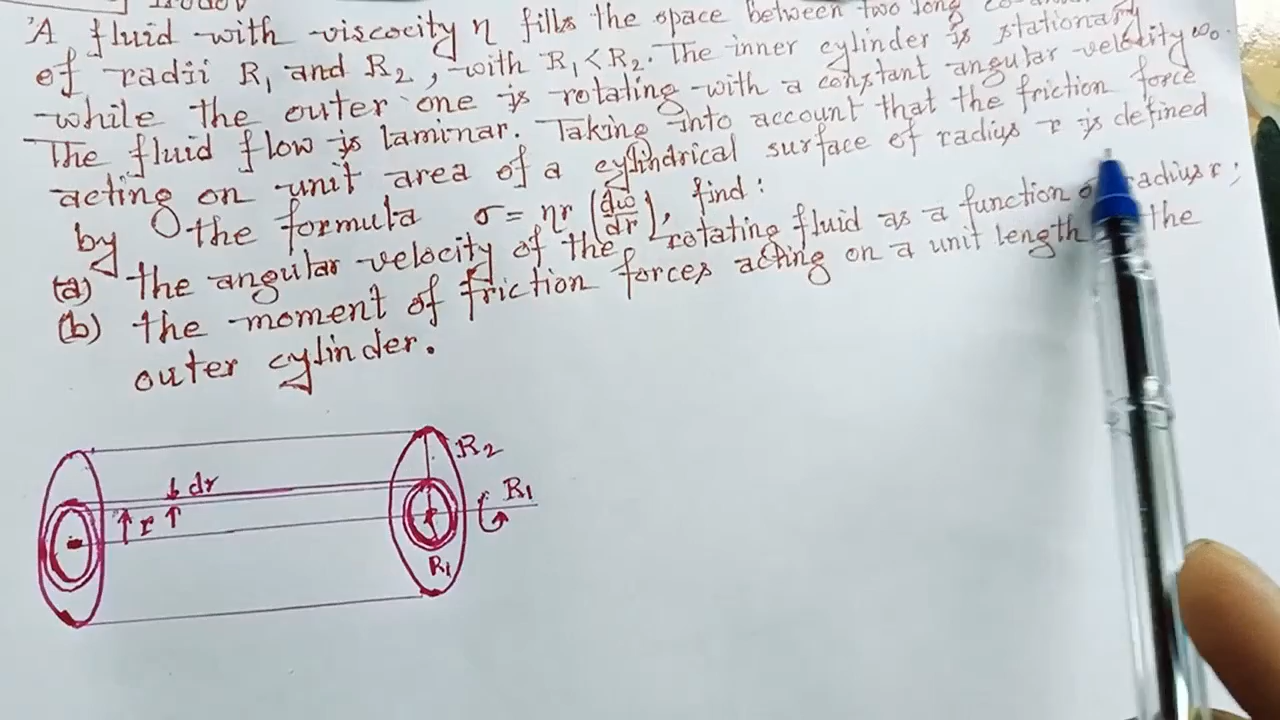 IRODOV
A fluid with viscocity η fills the space between two long
of radii R₁ and R₂, with R₁ < R₂. The inner cylinder is stationary
while the outer one is rotating with a constant angular velocity ω₀.
The fluid flow is laminar. Taking into account that the friction force
acting on unit area of a cylindrical surface of radius r is defined
by the formula σ = ηr (dω/dr), find:
(a) the angular velocity of the rotating fluid as a function of radius r;
(b) the moment of friction forces acting on a unit length the
outer cylinder.
R₂
dr
R₁
r
R₁